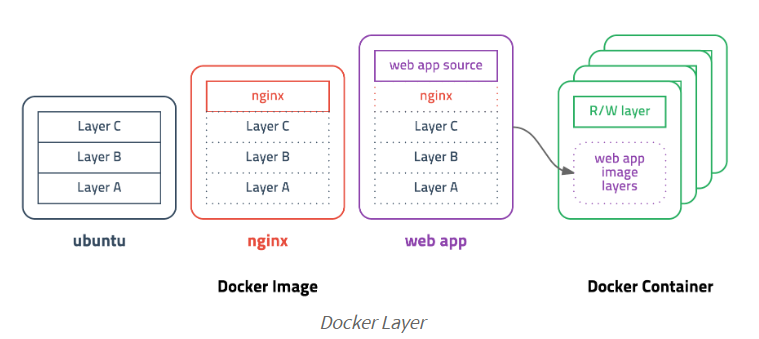 Layer C
Layer B
Layer A
ubuntu
nginx
Layer C
Layer B
Layer A
nginx
web app source
nginx
Layer C
Layer B
Layer A
web app
R/W layer
web app
image
layers
Docker Image
Docker Container
Docker Layer